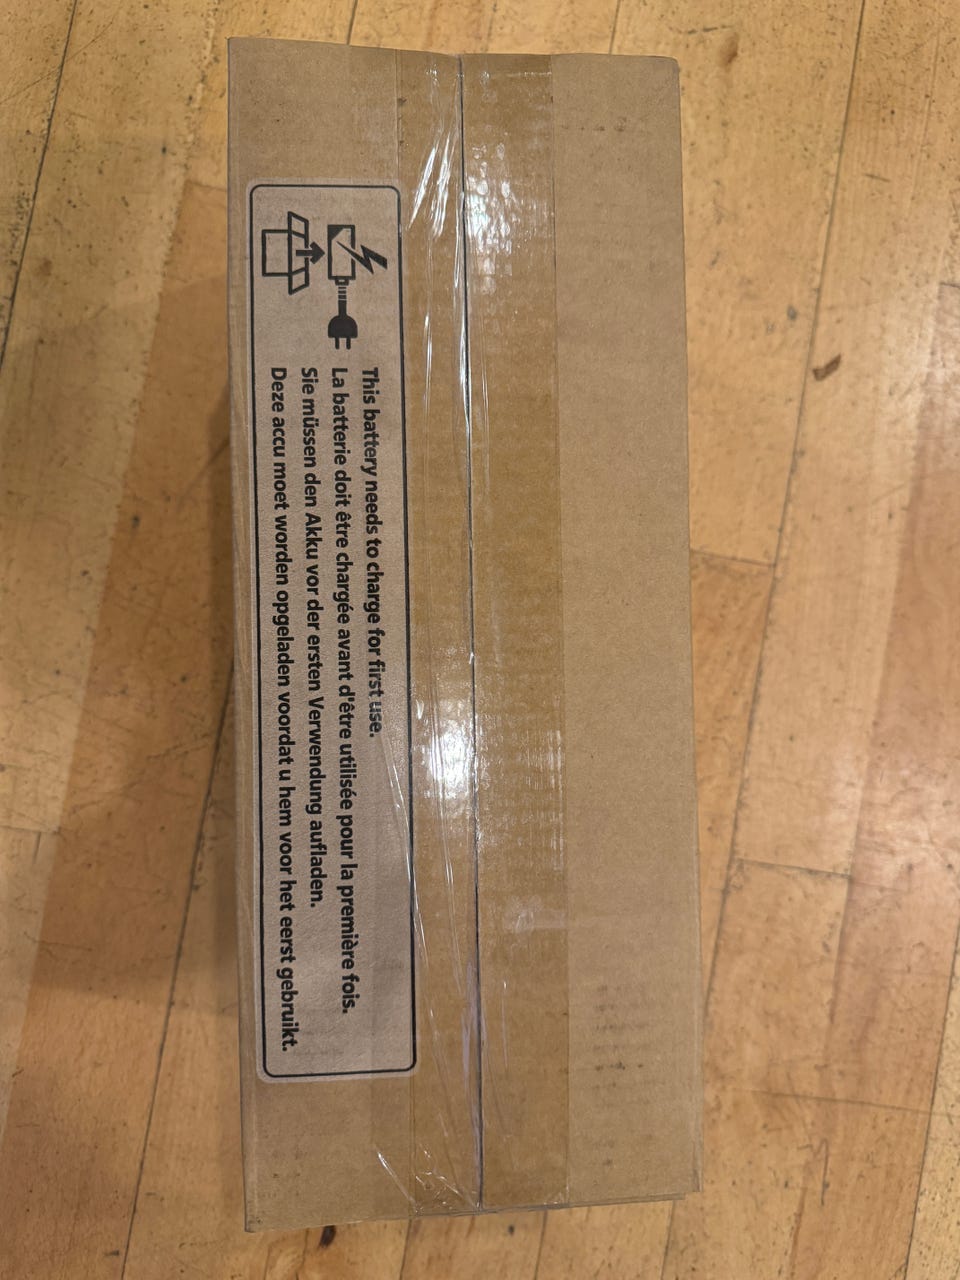 This battery needs to charge for first use.
La batterie doit être chargée avant d'être utilisée pour la première fois.
Sie müssen den Akku vor der ersten Verwendung aufladen.
Deze accu moet worden opgeladen voordat u hem voor het eerst gebruikt.